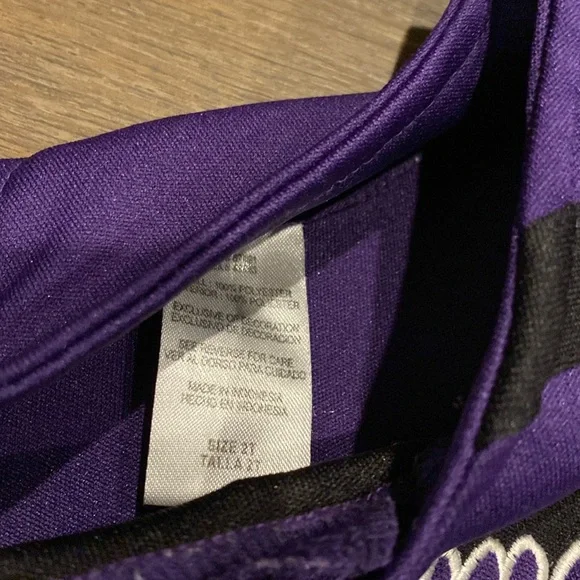 100% POLYESTER
100% POLYESTER
EXCLUSIVE OF DECORATION
EXCLUSIVO DE DECORACIÓN
SEE REVERSE FOR CARE
VER AL DORSO PARA CUIDADO
MADE IN INDONESIA
HECHO EN INDONESIA
SIZE 2T
TALLA 2T